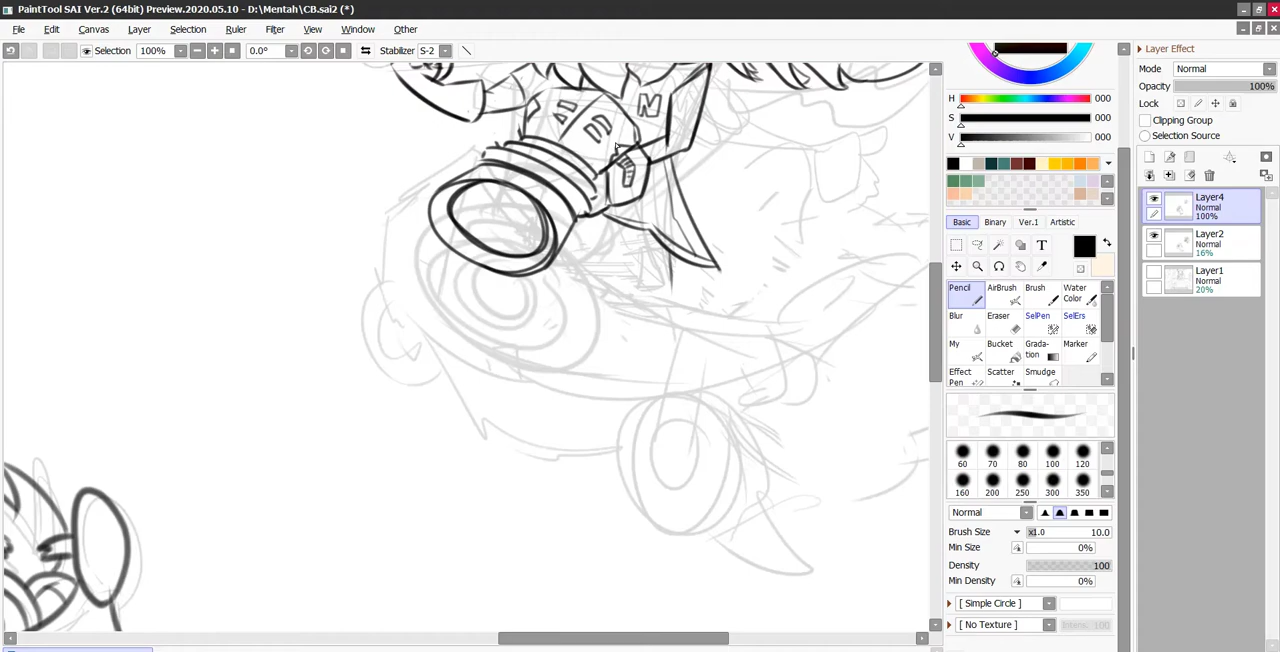 PaintTool SAI Ver.2 (64bit) Preview.2020.05.10 - D:\Mentah\CB.sai2 (*)
File Edit Canvas Layer Selection Ruler Filter View Window Other
Selection 100% 0.0° Stabilizer S-2
M
H 000
S 000
V 000
Basic Binary Ver.1 Artistic
T
Pencil AirBrush Brush Water Color
Blur Eraser SelPen SelErs
My Bucket Gradation Marker
Effect Pen Scatter Smudge
60 70 80 100 120
160 200 250 300 350
Normal
Brush Size x1.0 10.0
Min Size 0%
Density 100
Min Density 0%
[ Simple Circle ]
[ No Texture ] Intens. 100
Layer Effect
Mode Normal
Opacity 100%
Lock
Clipping Group
Selection Source
Layer4
Normal
100%
Layer2
Normal
16%
Layer1
Normal
20%